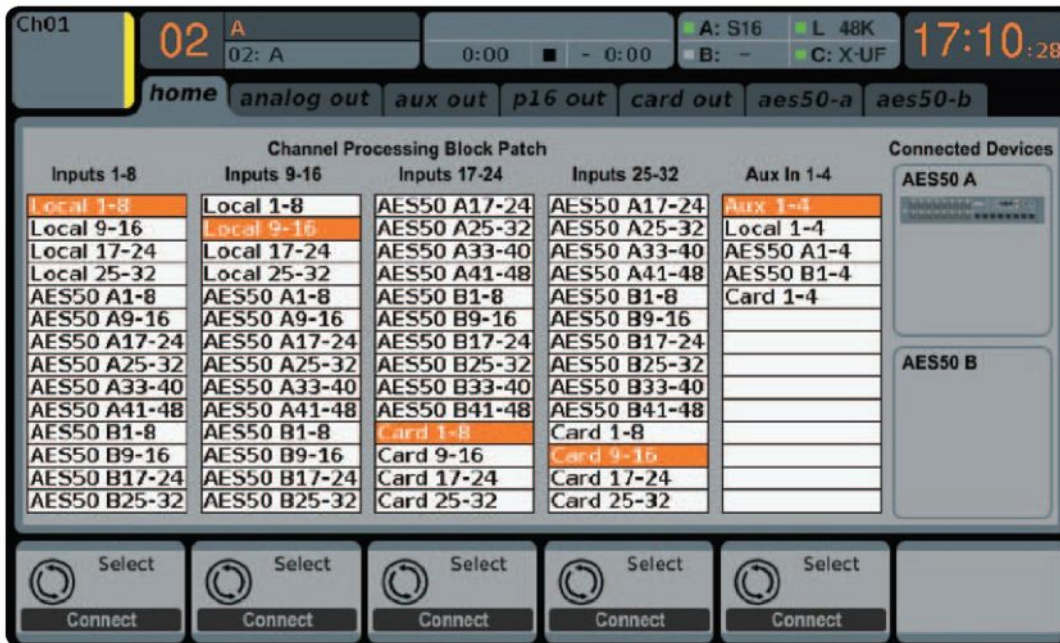 Ch01
02
A
02: A
0:00 - 0:00
A: S16 L 48K
B: - C: X-UF
17:10:28
home analog out aux out p16 out card out aes50-a aes50-b
Channel Processing Block Patch
Connected Devices
Inputs 1-8 Inputs 9-16 Inputs 17-24 Inputs 25-32 Aux In 1-4
AES50 A
Local 1-8 Local 1-8 AES50 A17-24 AES50 A17-24 Aux 1-4
Local 9-16 Local 9-16 AES50 A25-32 AES50 A25-32 Local 1-4
Local 17-24 Local 17-24 AES50 A33-40 AES50 A33-40 AES50 A1-4
Local 25-32 Local 25-32 AES50 A41-48 AES50 A41-48 AES50 B1-4
AES50 A1-8 AES50 A1-8 AES50 B1-8 AES50 B1-8 Card 1-4
AES50 A9-16 AES50 A9-16 AES50 B9-16 AES50 B9-16
AES50 A17-24 AES50 A17-24 AES50 B17-24 AES50 B17-24
AES50 A25-32 AES50 A25-32 AES50 B25-32 AES50 B25-32
AES50 B
AES50 A33-40 AES50 A33-40 AES50 B33-40 AES50 B33-40
AES50 A41-48 AES50 A41-48 AES50 B41-48 AES50 B41-48
AES50 B1-8 AES50 B1-8 Card 1-8 Card 1-8
AES50 B9-16 AES50 B9-16 Card 9-16 Card 9-16
AES50 B17-24 AES50 B17-24 Card 17-24 Card 17-24
AES50 B25-32 AES50 B25-32 Card 25-32 Card 25-32
Select Select Select Select Select
Connect Connect Connect Connect Connect